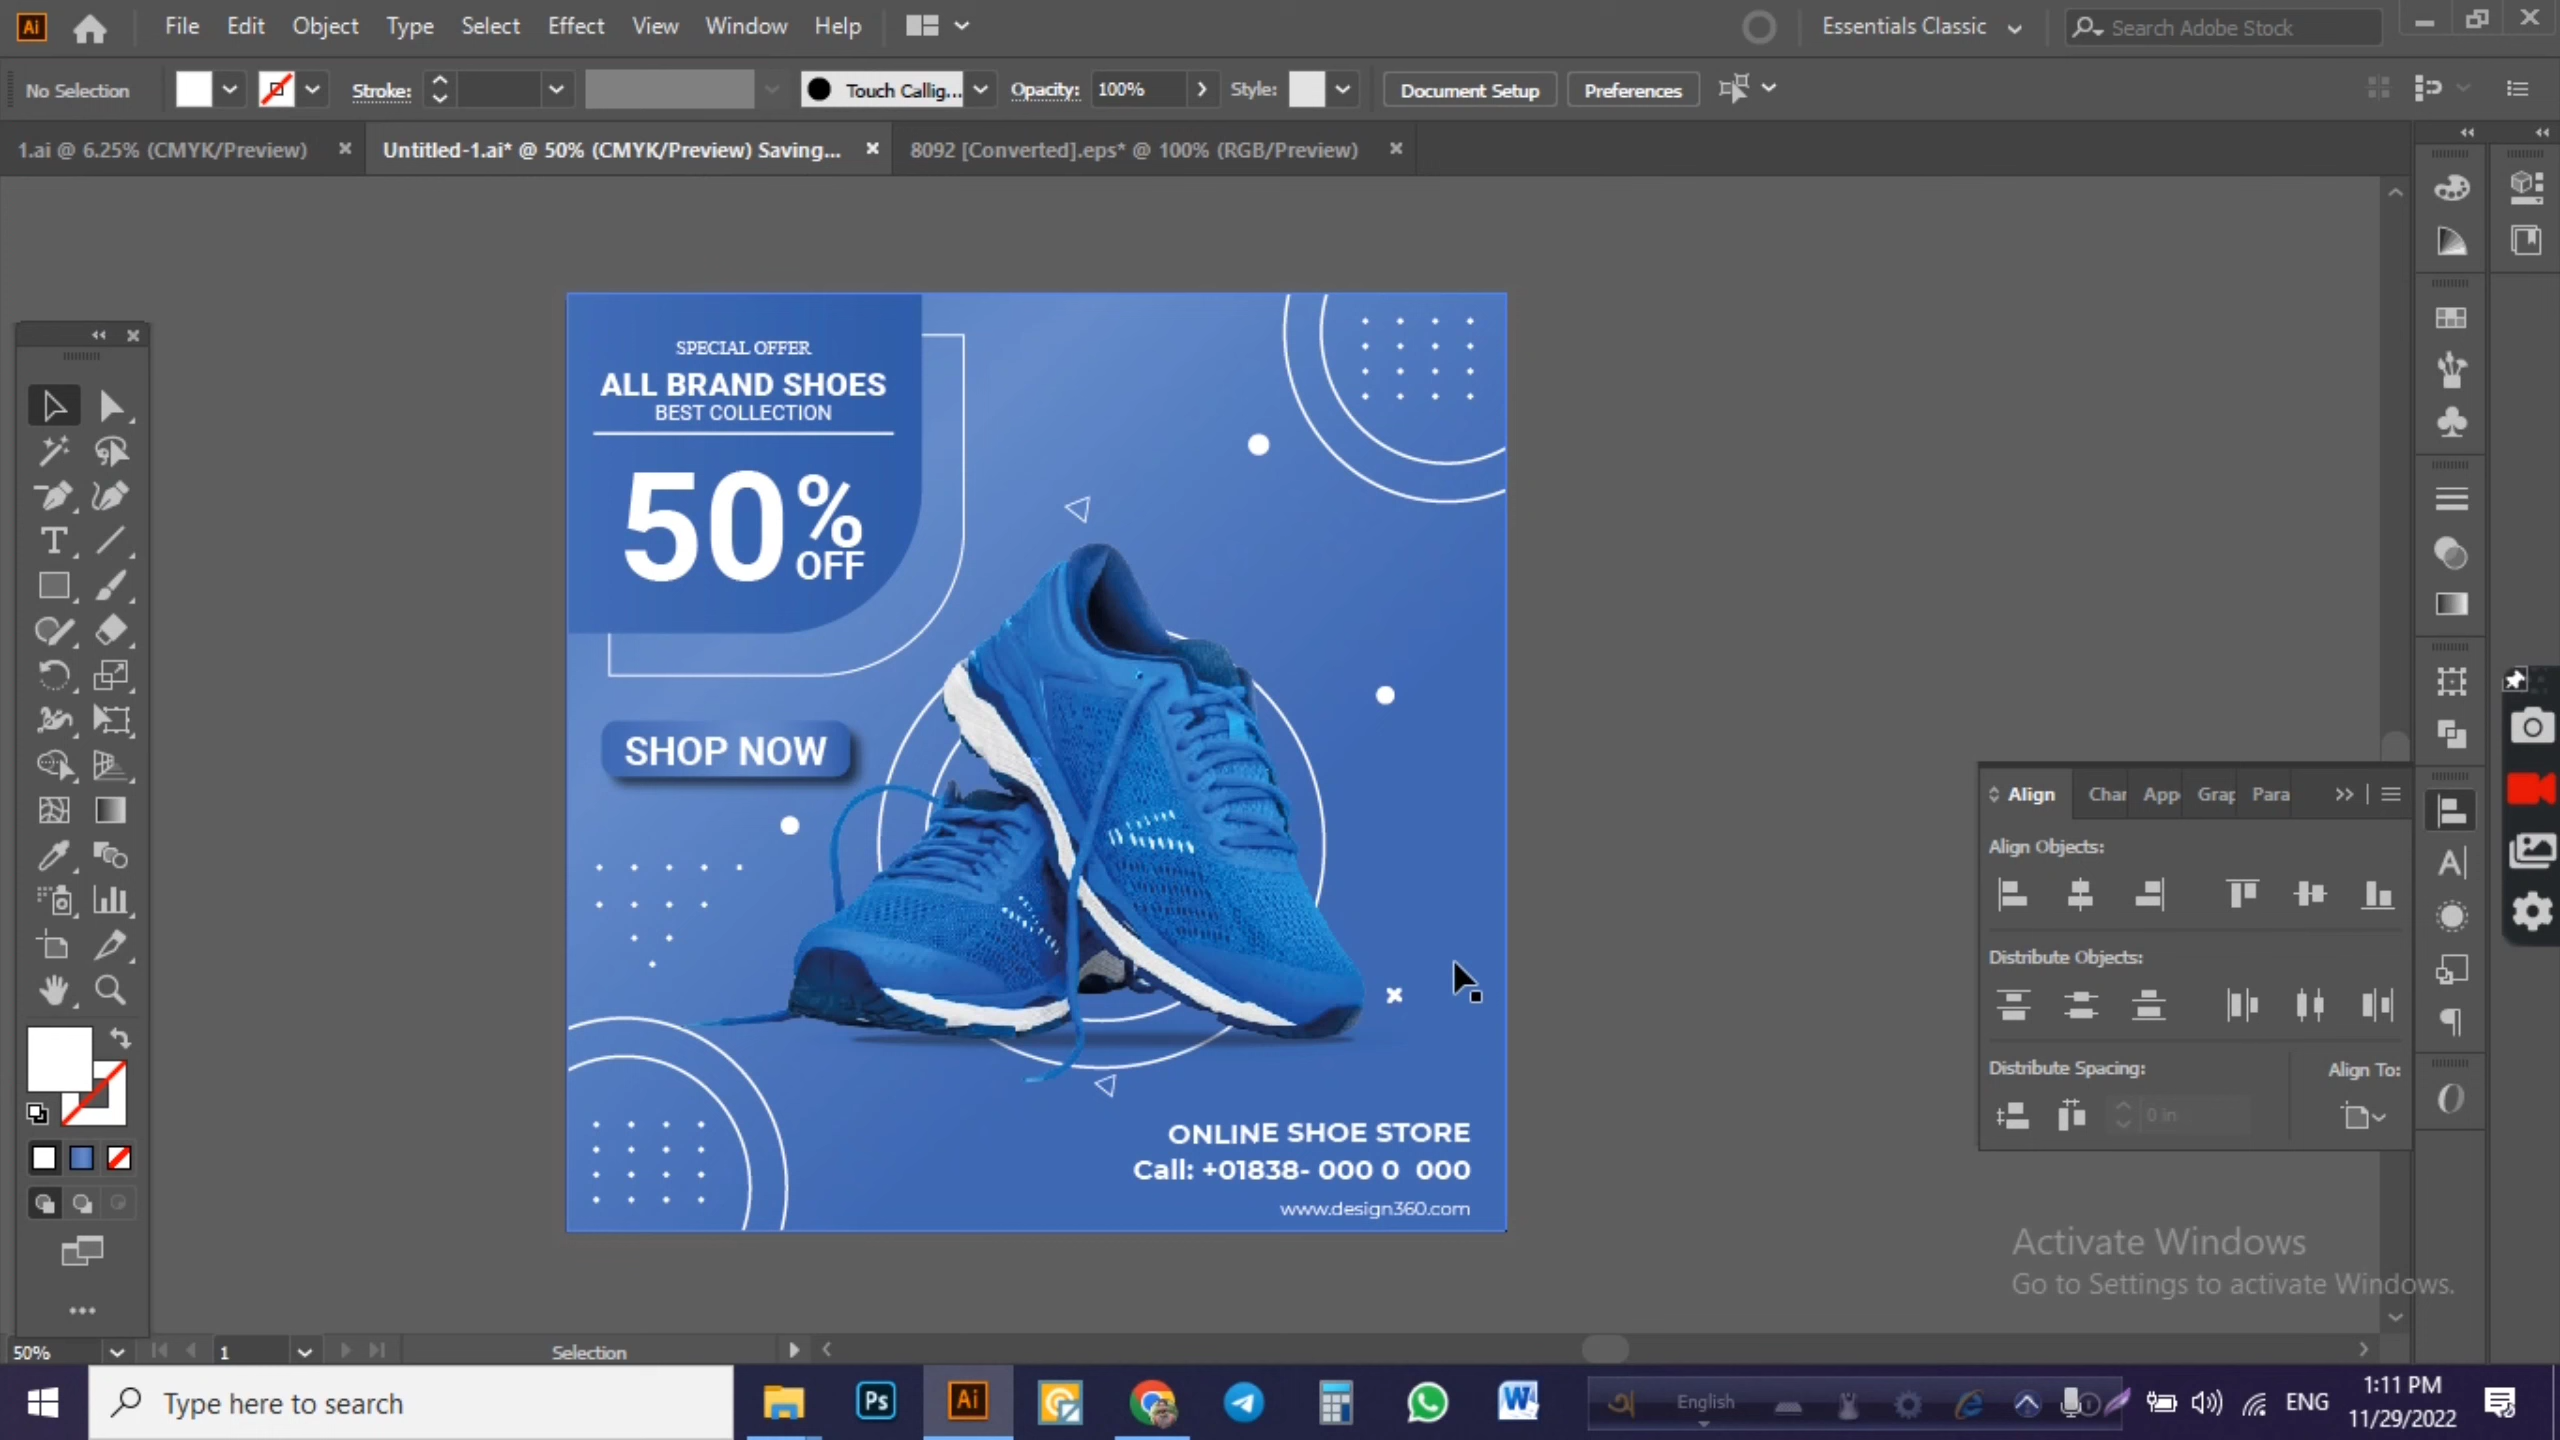 Ai File Edit Object Type Select Effect View Window Help Essentials Classic Search Adobe Stock
No Selection Stroke: Touch Callig... Opacity: 100% Style: Document Setup Preferences
1.ai @ 6.25% (CMYK/Preview) Untitled-1.ai* @ 50% (CMYK/Preview) Saving... 8092 [Converted].eps* @ 100% (RGB/Preview)
SPECIAL OFFER
ALL BRAND SHOES
BEST COLLECTION
50%
OFF
SHOP NOW
ONLINE SHOE STORE
Call: +01838- 000 0 000
www.design360.com
Align Char App Grap Para
Align Objects:
Distribute Objects:
Distribute Spacing: Align To:
0 in
Activate Windows
Go to Settings to activate Windows.
50% 1 Selection
Type here to search Ps Ai W অ English ENG 1:11 PM
11/29/2022